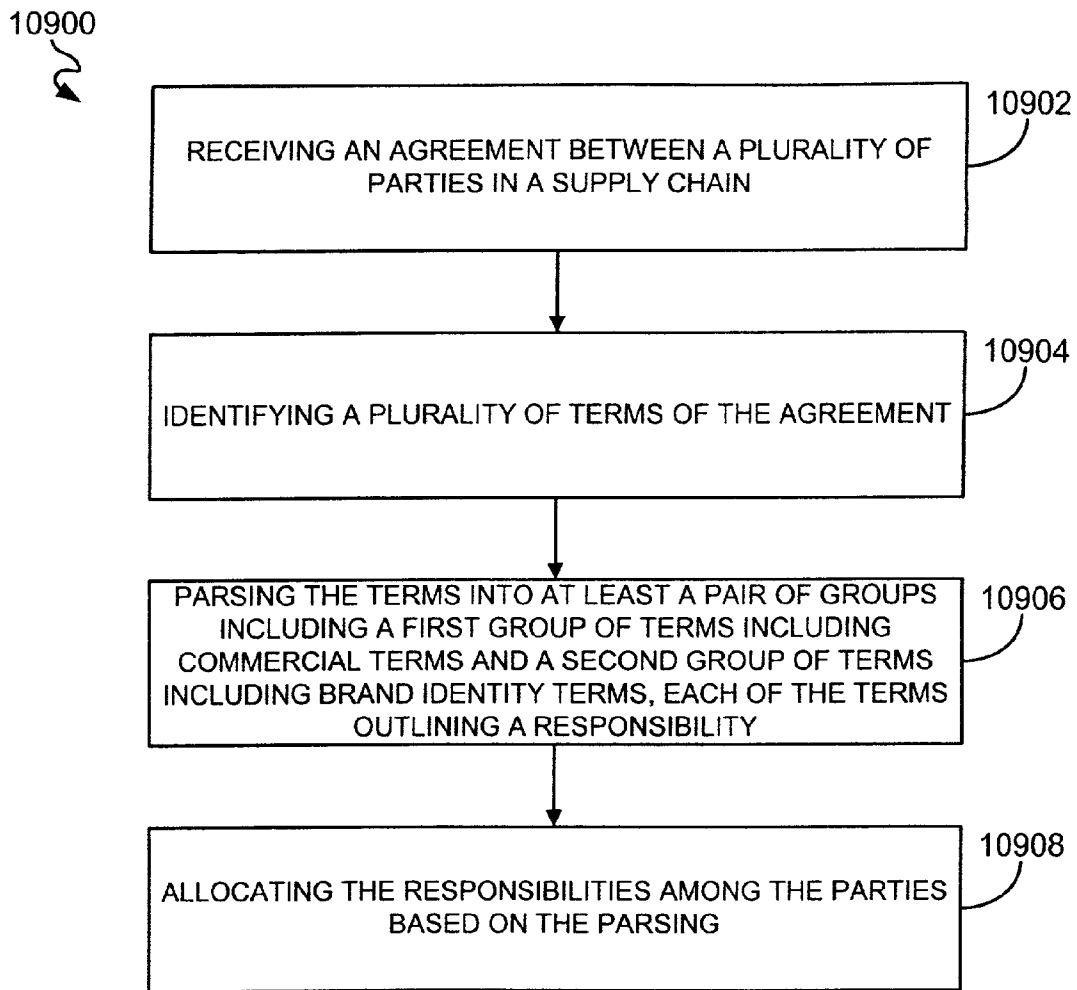 10900
10902
RECEIVING AN AGREEMENT BETWEEN A PLURALITY OF
PARTIES IN A SUPPLY CHAIN
10904
IDENTIFYING A PLURALITY OF TERMS OF THE AGREEMENT
10906
PARSING THE TERMS INTO AT LEAST A PAIR OF GROUPS
INCLUDING A FIRST GROUP OF TERMS INCLUDING
COMMERCIAL TERMS AND A SECOND GROUP OF TERMS
INCLUDING BRAND IDENTITY TERMS, EACH OF THE TERMS
OUTLINING A RESPONSIBILITY
10908
ALLOCATING THE RESPONSIBILITIES AMONG THE PARTIES
BASED ON THE PARSING